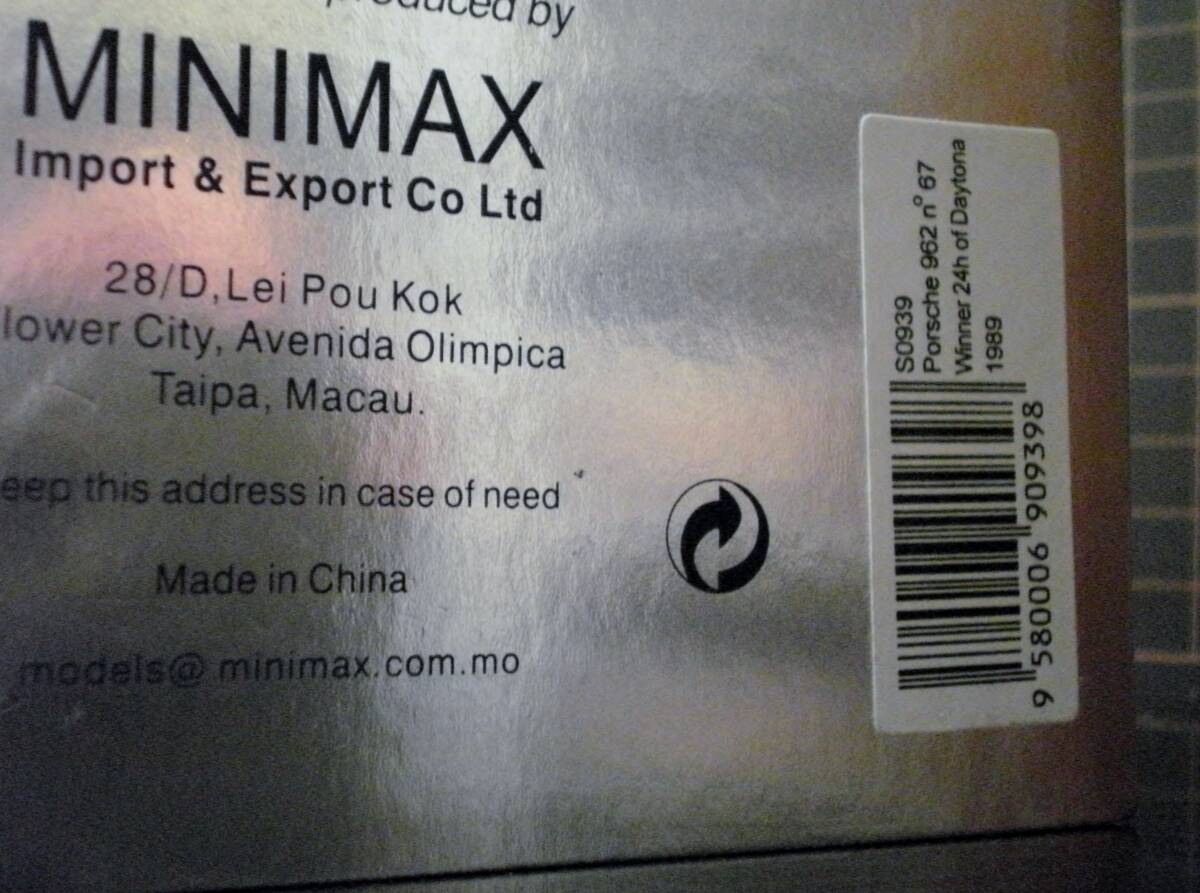 produced by
MINIMAX
Import & Export Co Ltd
28/D,Lei Pou Kok
lower City, Avenida Olimpica
Taipa, Macau.
eep this address in case of need
Made in China
models@ minimax.com.mo
S0939
Porsche 962 n° 67
Winner 24h of Daytona
1989
9 580006 909398